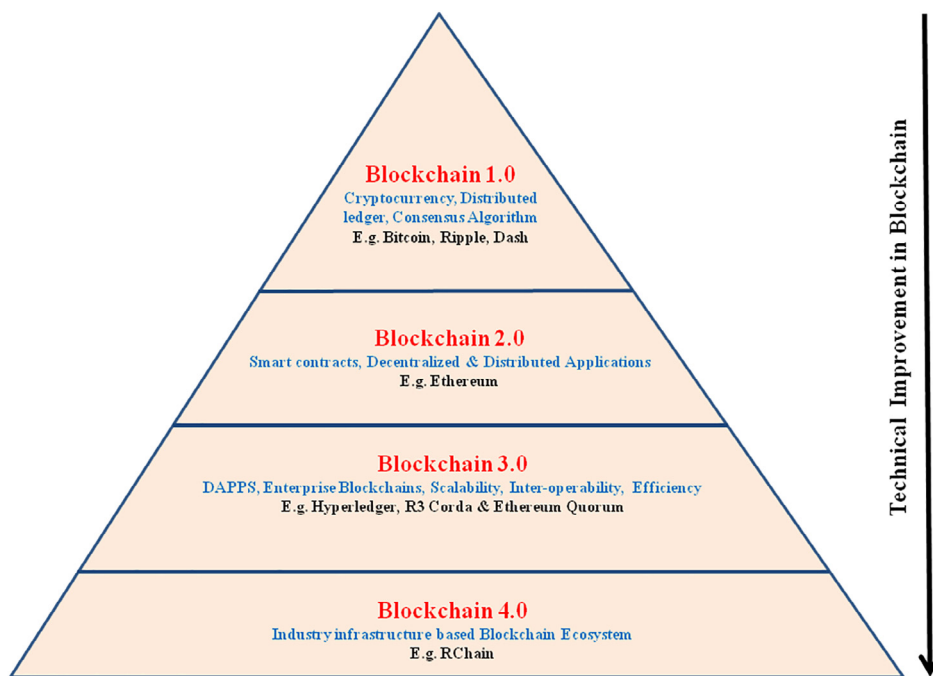 Blockchain 1.0
Cryptocurrency, Distributed
ledger, Consensus Algorithm
E.g. Bitcoin, Ripple, Dash
Blockchain 2.0
Smart contracts, Decentralized & Distributed Applications
E.g. Ethereum
Blockchain 3.0
DAPPS, Enterprise Blockchains, Scalability, Inter-operability, Efficiency
E.g. Hyperledger, R3 Corda & Ethereum Quorum
Blockchain 4.0
Industry infrastructure based Blockchain Ecosystem
E.g. RChain
Technical Improvement in Blockchain